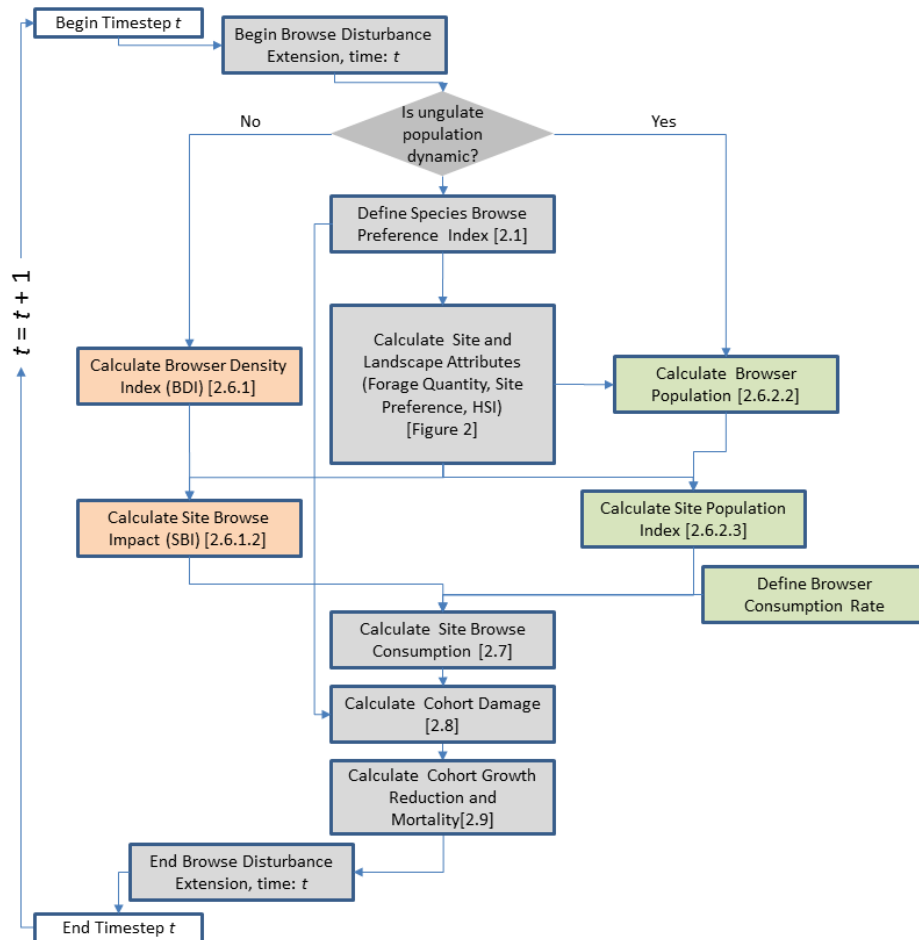 Begin Timestep t
Begin Browse Disturbance
Extension, time: t
Is ungulate
population
dynamic?
No
Yes
Define Species Browse
Preference Index [2.1]
t = t + 1
Calculate Site and
Landscape Attributes
(Forage Quantity, Site
Preference, HSI)
[Figure 2]
Calculate Browser Density
Index (BDI) [2.6.1]
Calculate Browser
Population [2.6.2.2]
Calculate Site Browse
Impact (SBI) [2.6.1.2]
Calculate Site Population
Index [2.6.2.3]
Define Browser
Consumption Rate
Calculate Site Browse
Consumption [2.7]
Calculate Cohort Damage
[2.8]
Calculate Cohort Growth
Reduction and
Mortality[2.9]
End Browse Disturbance
Extension, time: t
End Timestep t